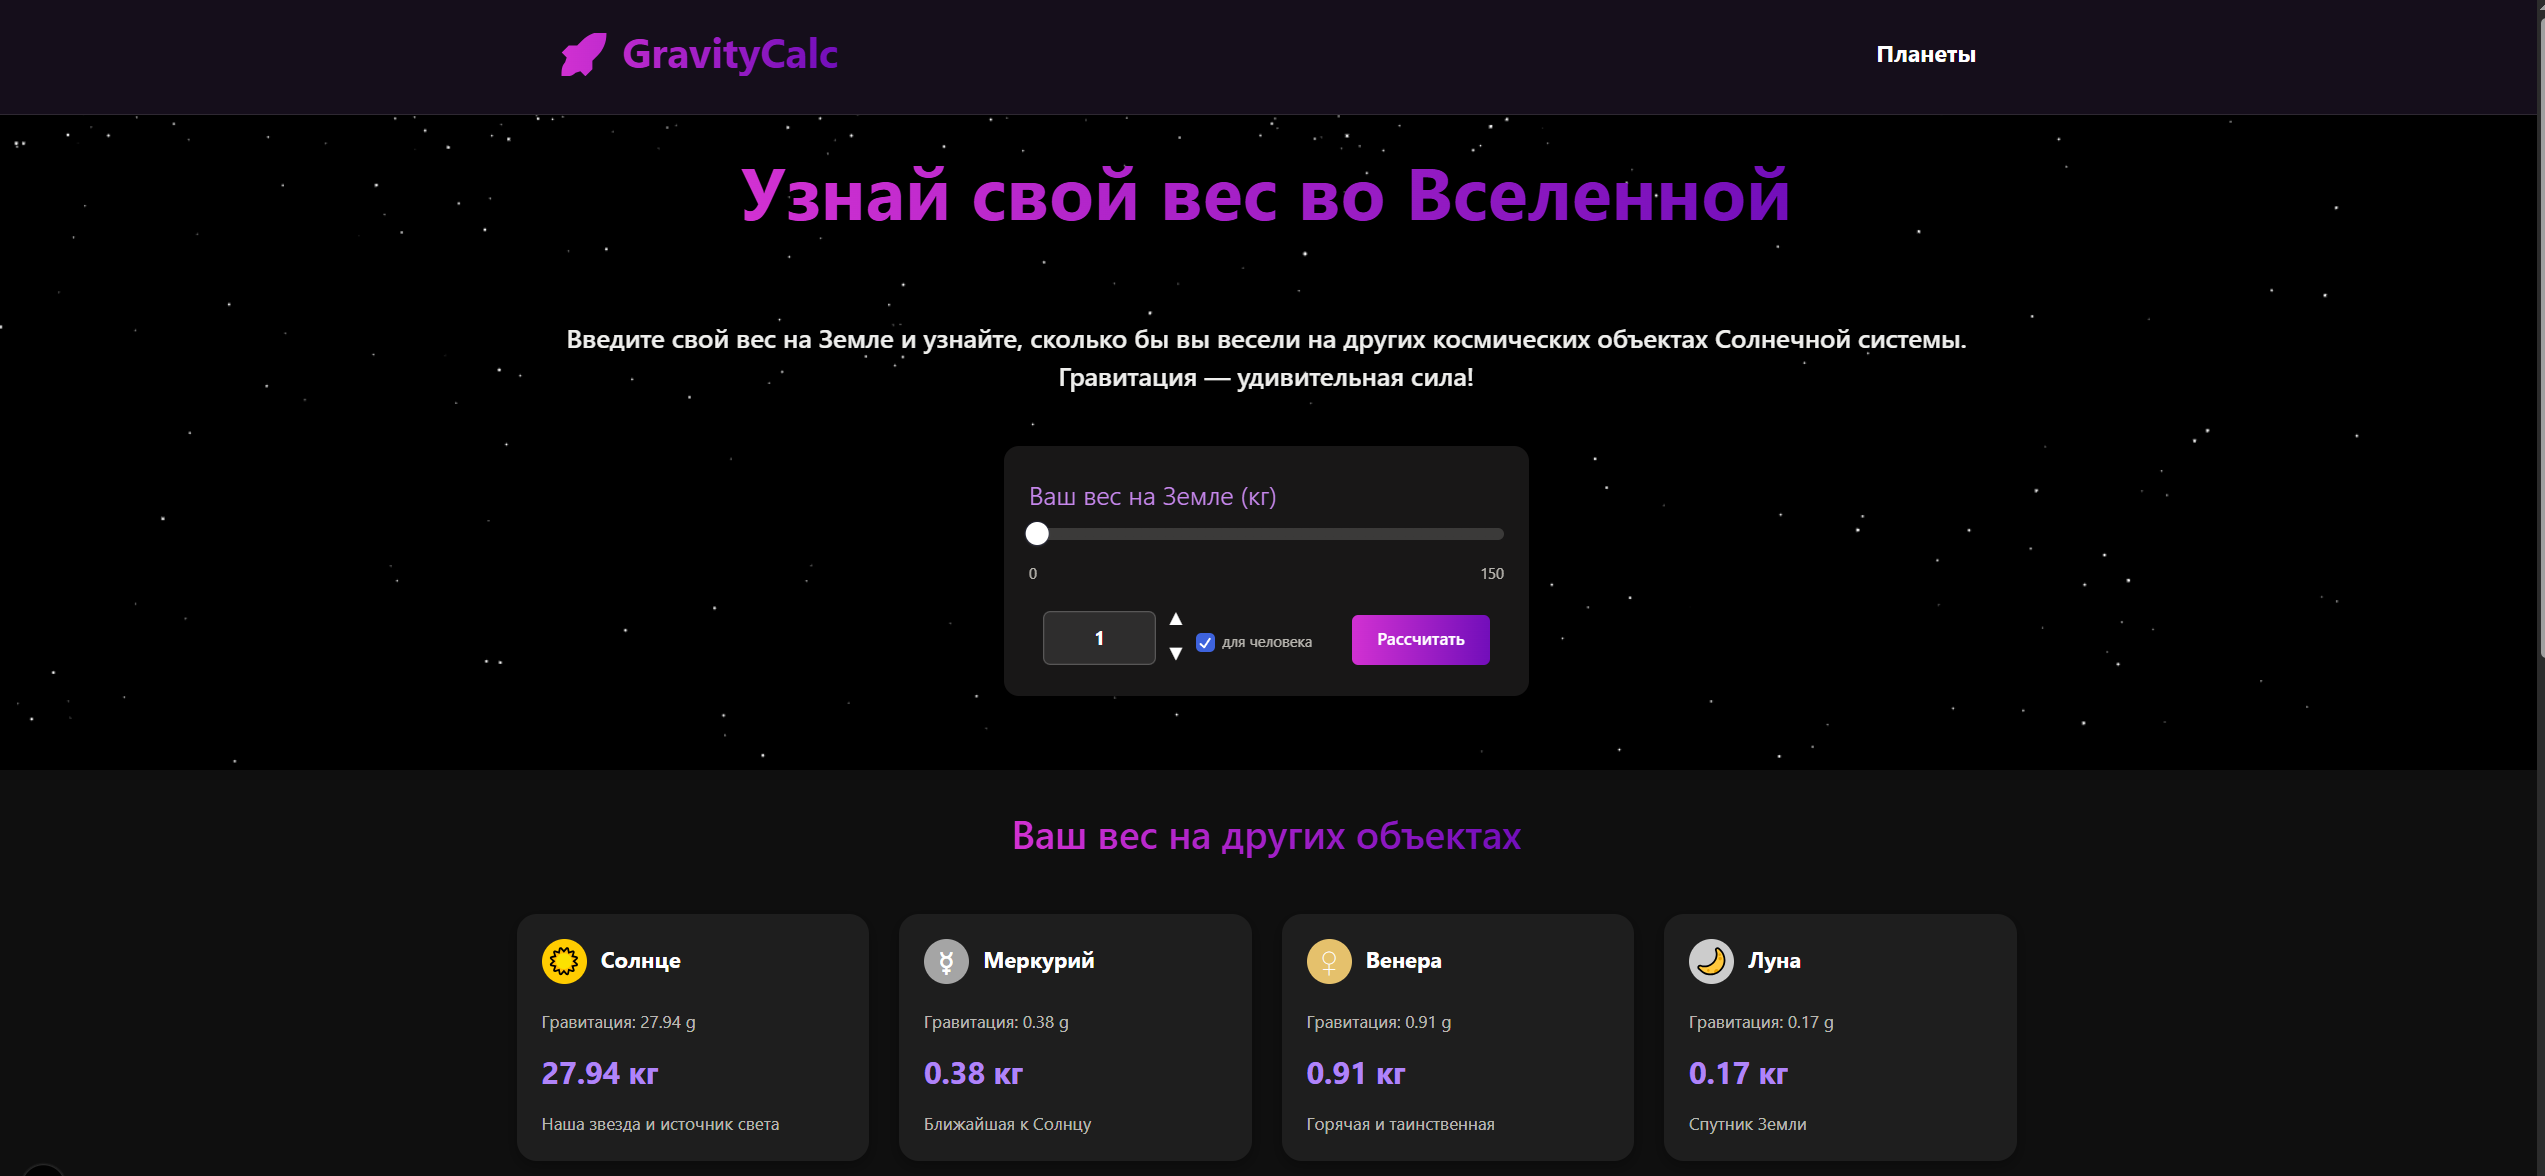 GravityCalc
Планеты
Узнай свой вес во Вселенной
Введите свой вес на Земле и узнайте, сколько бы вы весели на других космических объектах Солнечной системы.
Гравитация — удивительная сила!
Ваш вес на Земле (кг)
0 150
1 для человека Рассчитать
Ваш вес на других объектах
Солнце
Гравитация: 27.94 g
27.94 кг
Наша звезда и источник света
Меркурий
Гравитация: 0.38 g
0.38 кг
Ближайшая к Солнцу
Венера
Гравитация: 0.91 g
0.91 кг
Горячая и таинственная
Луна
Гравитация: 0.17 g
0.17 кг
Спутник Земли